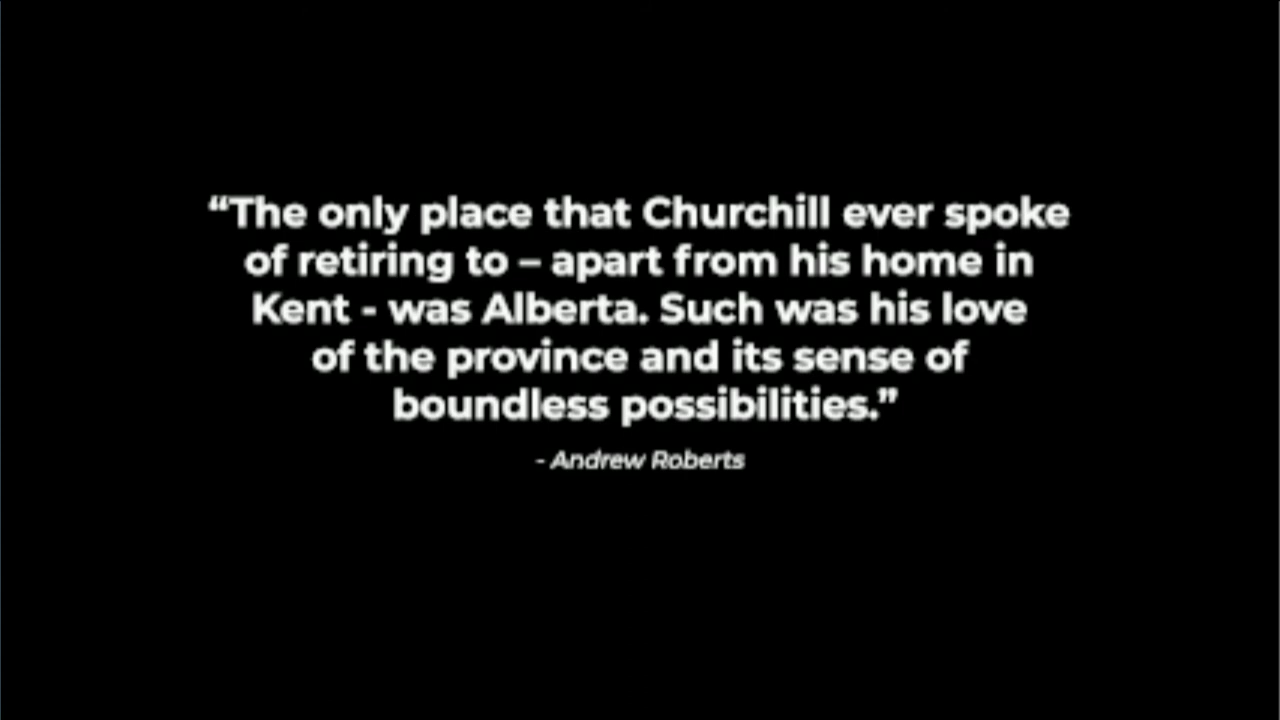 “The only place that Churchill ever spoke
of retiring to – apart from his home in
Kent - was Alberta. Such was his love
of the province and its sense of
boundless possibilities.”
- Andrew Roberts